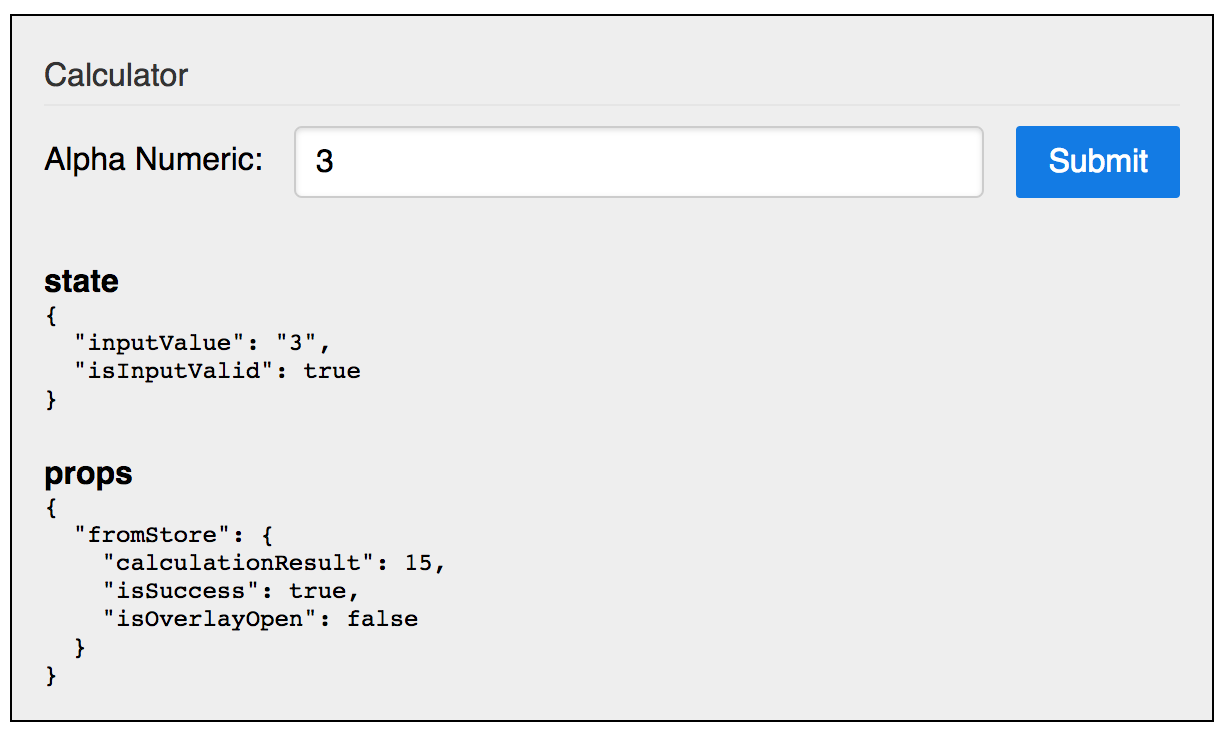 Calculator
Alpha Numeric: 3 Submit
state
{
  "inputValue": "3",
  "isInputValid": true
}
props
{
  "fromStore": {
    "calculationResult": 15,
    "isSuccess": true,
    "isOverlayOpen": false
  }
}